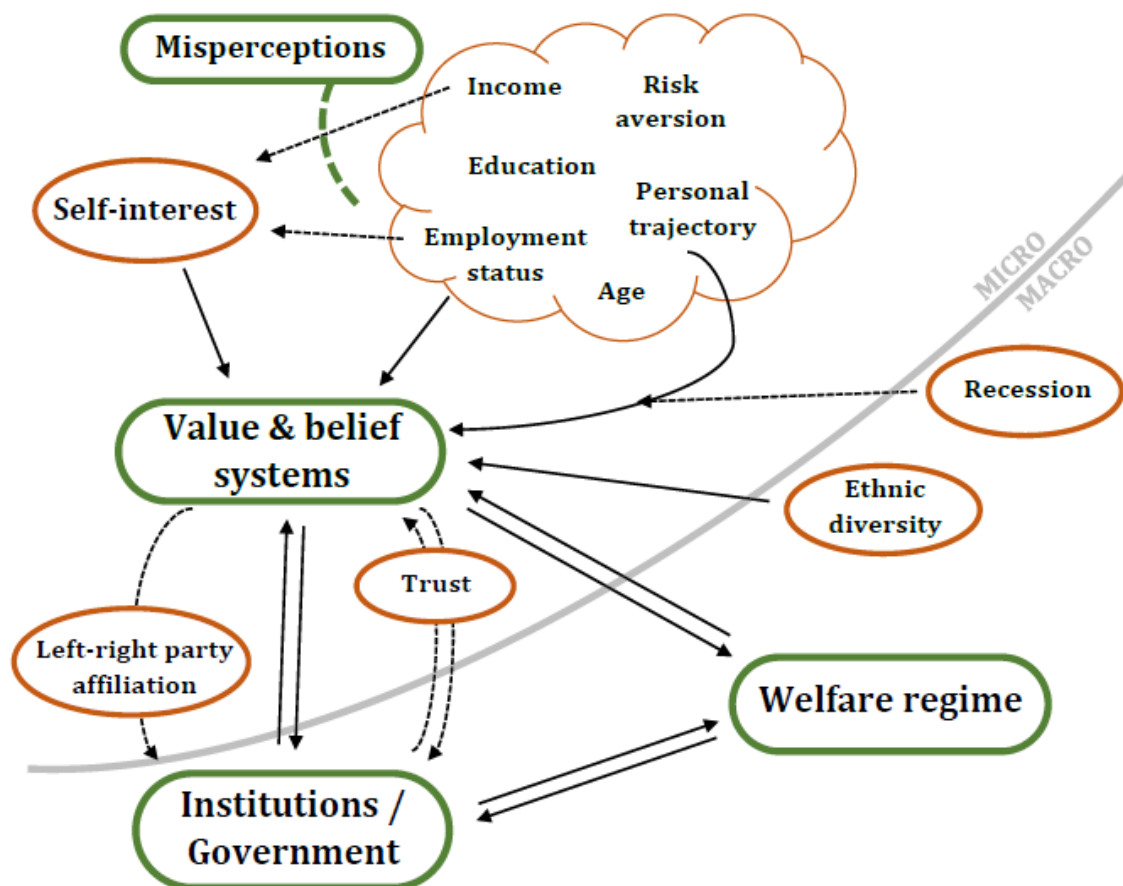 Misperceptions
Income
Risk
aversion
Education
Personal
trajectory
Self-interest
Employment
status
Age
MICRO
MACRO
Recession
Value & belief
systems
Ethnic
diversity
Trust
Left-right party
affiliation
Welfare regime
Institutions /
Government